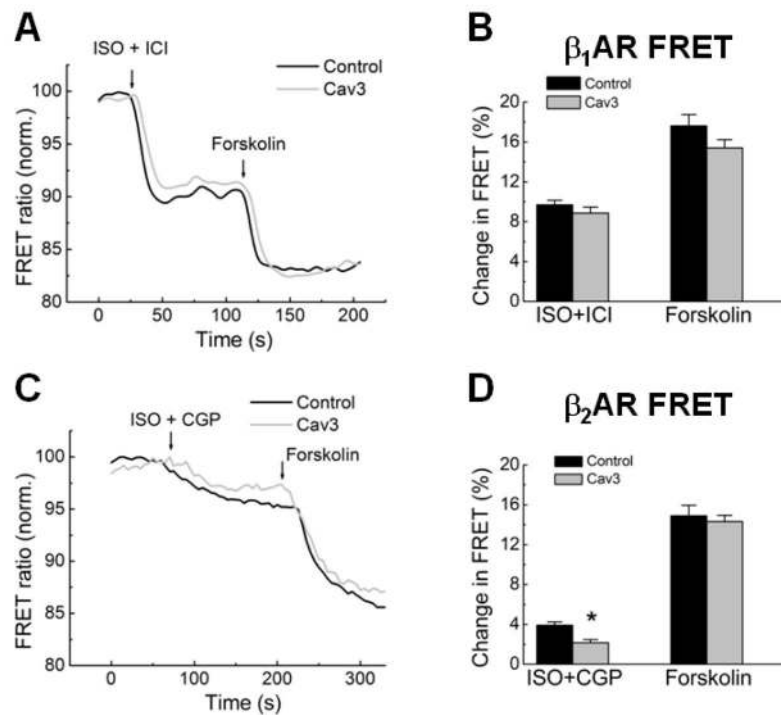 A
ISO + ICI
Control
Cav3
Forskolin
FRET ratio (norm.)
100
95
90
85
80
0
50
100
150
200
Time (s)
B
β₁AR FRET
Control
Cav3
Change in FRET (%)
20
16
12
8
4
0
ISO+ICI
Forskolin
C
ISO + CGP
Control
Cav3
Forskolin
FRET ratio (norm.)
100
95
90
85
80
0
100
200
300
Time (s)
D
β₂AR FRET
Control
Cav3
Change in FRET (%)
20
16
12
8
4
0
*
ISO+CGP
Forskolin